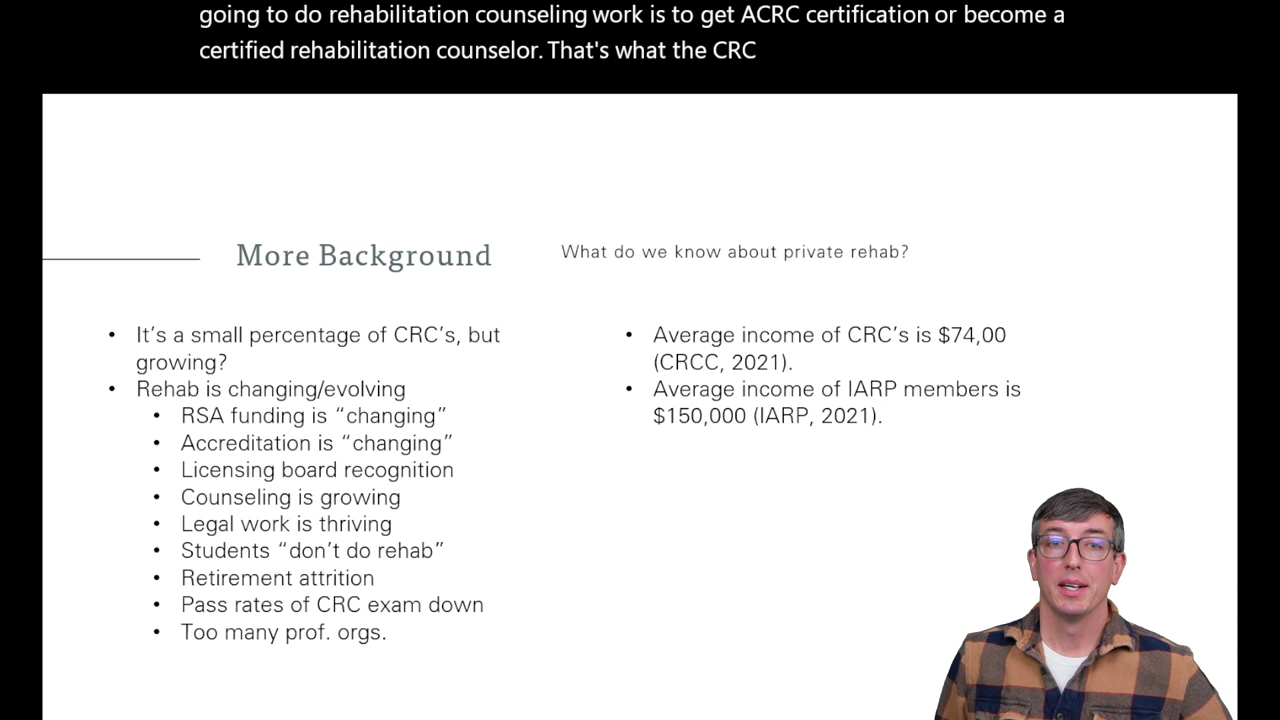 going to do rehabilitation counseling work is to get ACRC certification or become a
certified rehabilitation counselor. That's what the CRC
More Background
What do we know about private rehab?
• It's a small percentage of CRC's, but
growing?
• Rehab is changing/evolving
• RSA funding is “changing”
• Accreditation is “changing”
• Licensing board recognition
• Counseling is growing
• Legal work is thriving
• Students “don't do rehab”
• Retirement attrition
• Pass rates of CRC exam down
• Too many prof. orgs.
• Average income of CRC's is $74,00
(CRCC, 2021).
• Average income of IARP members is
$150,000 (IARP, 2021).